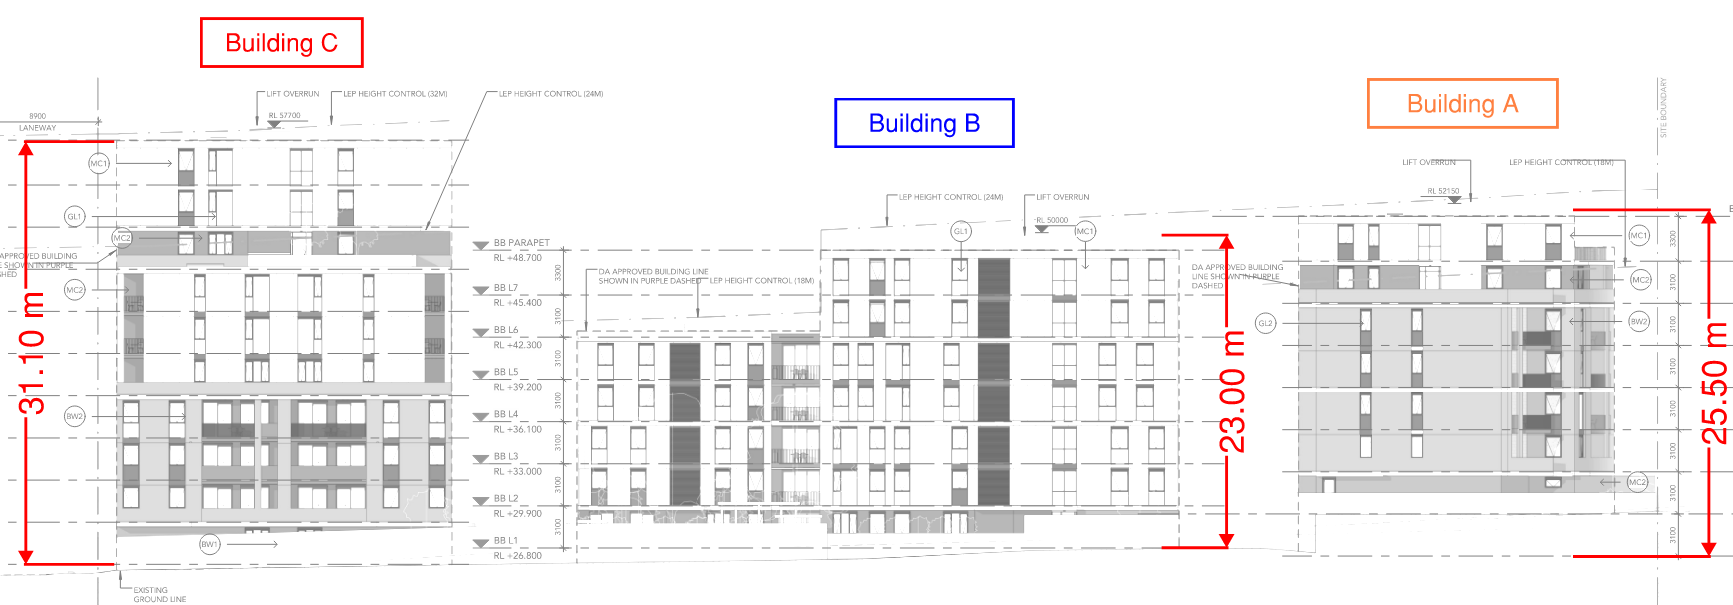 Building C
Building B
Building A
LIFT OVERRUN
LEP HEIGHT CONTROL (32M)
LEP HEIGHT CONTROL (24M)
RL 57700
8900
LANEWAY
MC1
GL1
MC2
APPROVED BUILDING
SHOWN IN PURPLE
MC2
31.10 m
BW2
BW1
EXISTING
GROUND LINE
BB PARAPET
RL +48.700
BB L7
RL +45.400
BB L6
RL +42.300
BB L5
RL +39.200
BB L4
RL +36.100
BB L3
RL +33.000
BB L2
RL +29.900
BB L1
RL +26.800
3300
3100
3100
3100
3100
3100
3100
DA APPROVED BUILDING LINE
SHOWN IN PURPLE DASHED
LEP HEIGHT CONTROL (18M)
LEP HEIGHT CONTROL (24M)
LIFT OVERRUN
RL 50000
GL1
MC1
23.00 m
DA APPROVED BUILDING
LINE SHOWN IN PURPLE
DASHED
GL2
LIFT OVERRUN
LEP HEIGHT CONTROL (18M)
RL 52150
SITE BOUNDARY
MC1
MC2
BW2
MC2
3300
3100
3100
3100
3100
3100
3100
3100
25.50 m